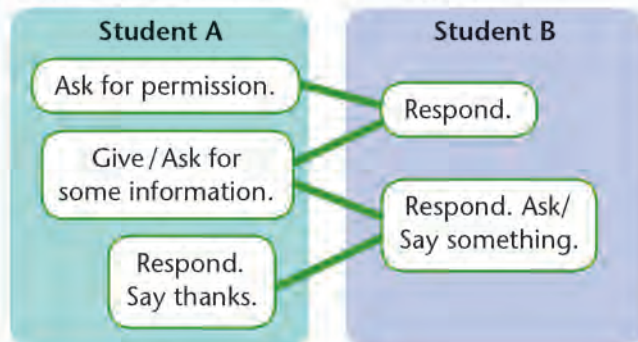 Student A
Student B
Ask for permission.
Respond.
Give / Ask for
some information.
Respond. Ask/
Say something.
Respond.
Say thanks.